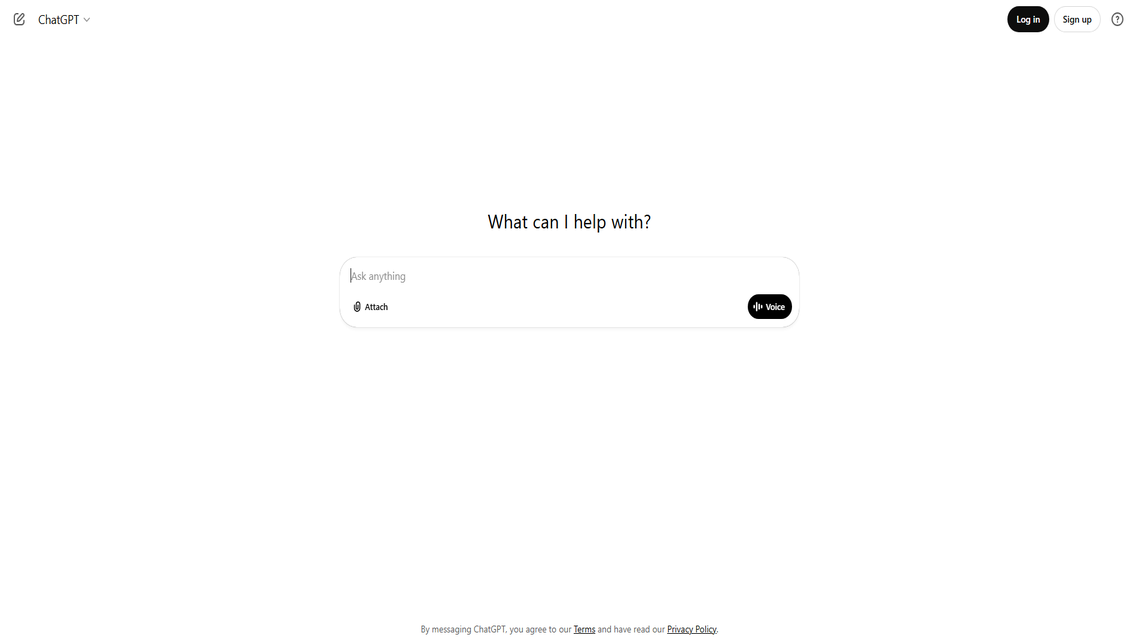 ChatGPT
Log in
Sign up
?
What can I help with?
Ask anything
Attach
Voice
By messaging ChatGPT, you agree to our Terms and have read our Privacy Policy.